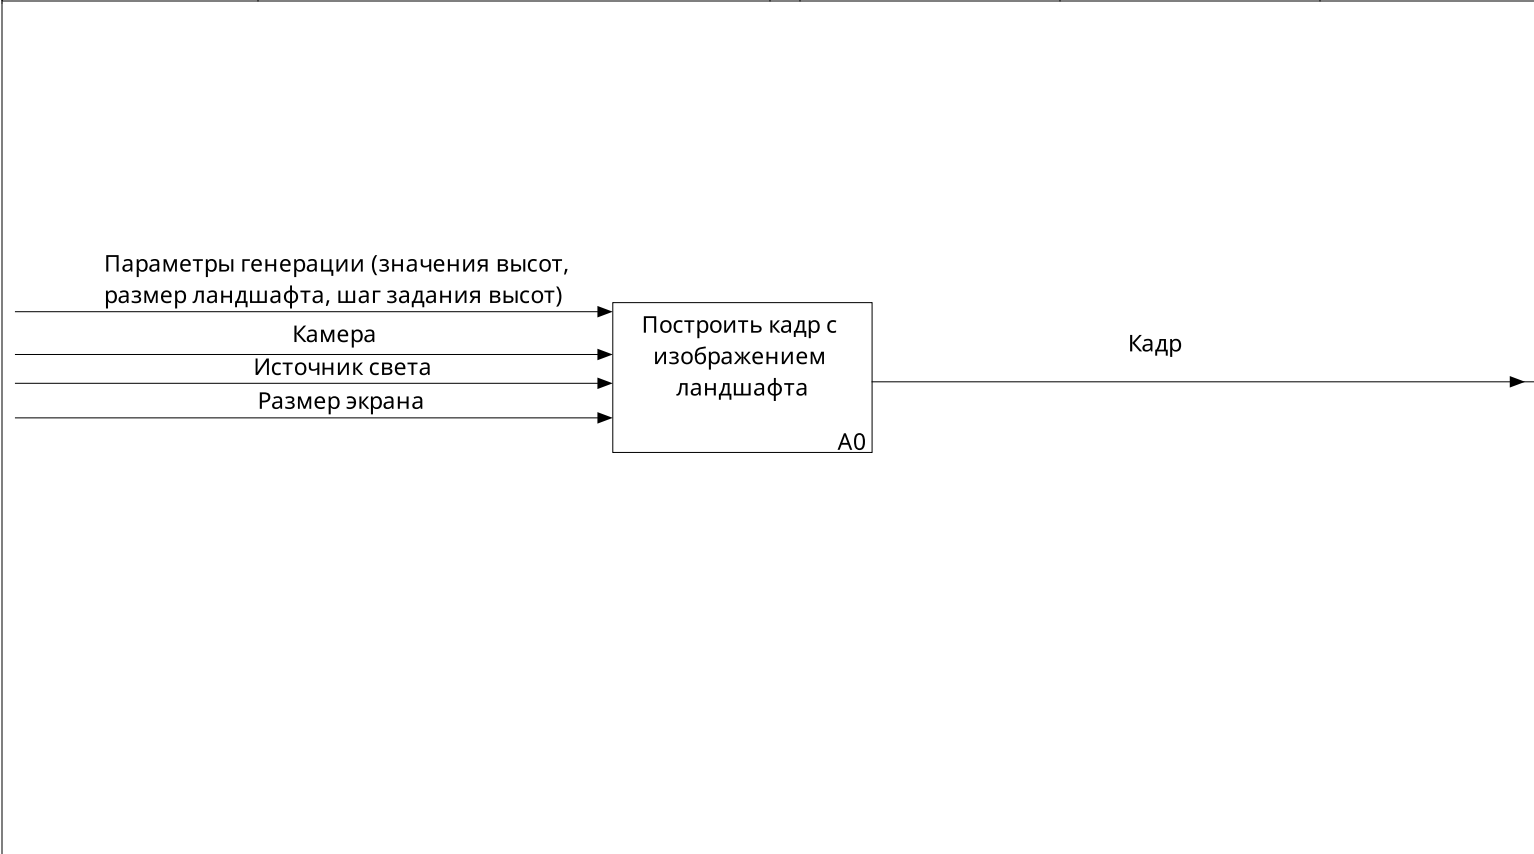 Параметры генерации (значения высот,
размер ландшафта, шаг задания высот)
Камера
Источник света
Размер экрана
Построить кадр с
изображением
ландшафта
A0
Кадр